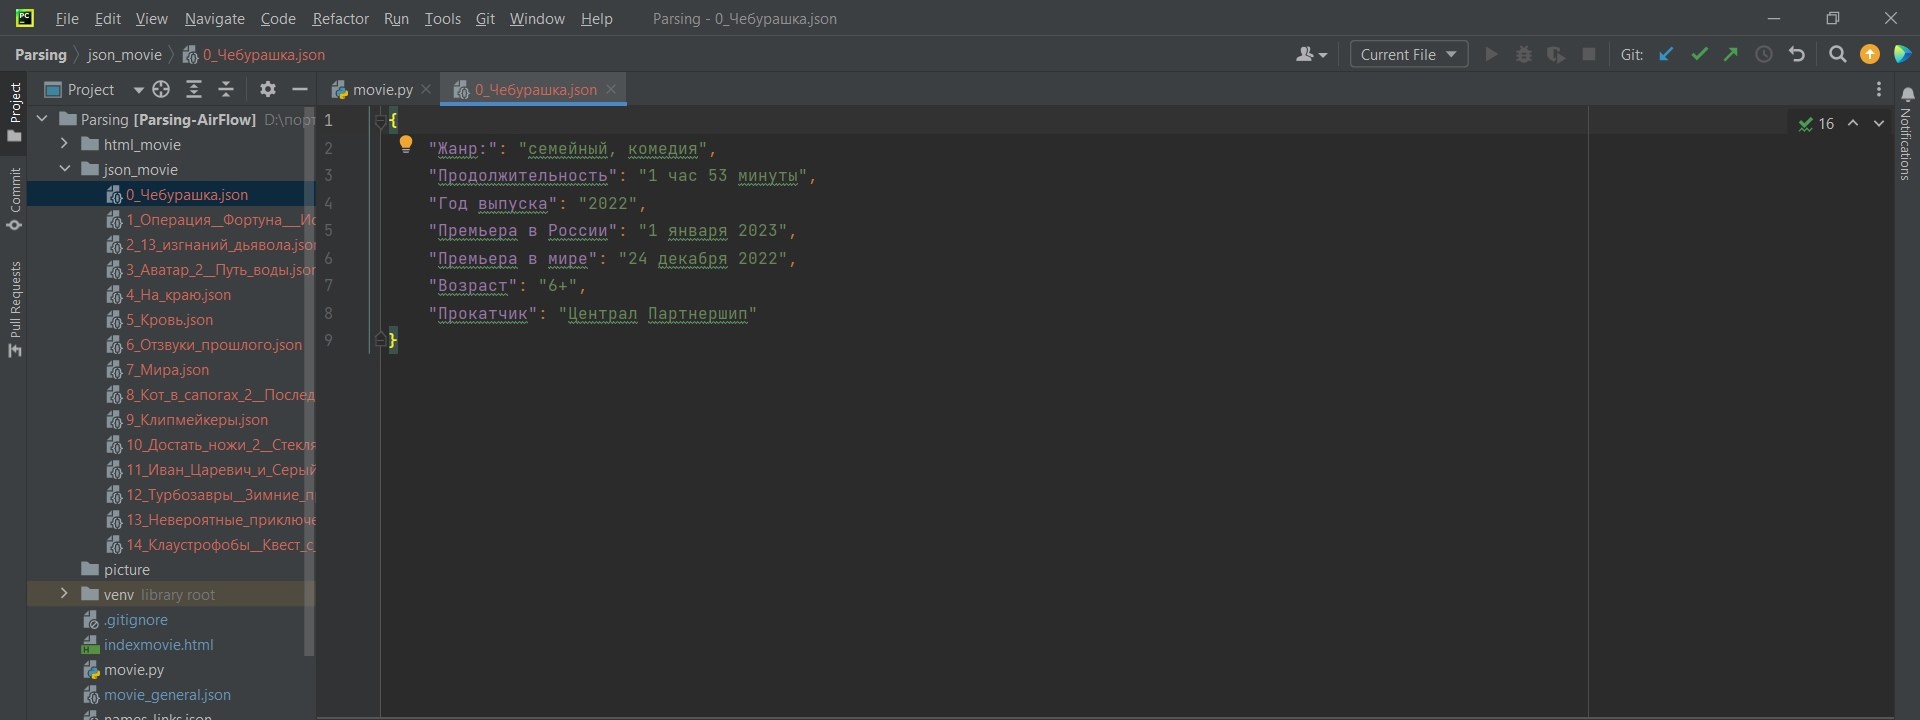 File Edit View Navigate Code Refactor Run Tools Git Window Help Parsing - 0_Чебурашка.json
Parsing json_movie 0_Чебурашка.json Current File Git:
Project movie.py 0_Чебурашка.json
Project
Commit
Pull Requests
Parsing [Parsing-AirFlow] D:\порт
html_movie
json_movie
0_Чебурашка.json
1_Операция__Фортуна__Ис
2_13_изгнаний_дьявола.json
3_Аватар_2__Путь_воды.json
4_На_краю.json
5_Кровь.json
6_Отзвуки_прошлого.json
7_Мира.json
8_Кот_в_сапогах_2__Послед
9_Клипмейкеры.json
10_Достать_ножи_2__Стекля
11_Иван_Царевич_и_Серый
12_Турбозавры__Зимние_п
13_Невероятные_приключе
14_Клаустрофобы__Квест_с_
picture
venv library root
.gitignore
indexmovie.html
movie.py
movie_general.json
names_links.json
1 {
2 "Жанр:": "семейный, комедия",
3 "Продолжительность": "1 час 53 минуты",
4 "Год выпуска": "2022",
5 "Премьера в России": "1 января 2023",
6 "Премьера в мире": "24 декабря 2022",
7 "Возраст": "6+",
8 "Прокатчик": "Централ Партнершип"
9 }
16
Notifications